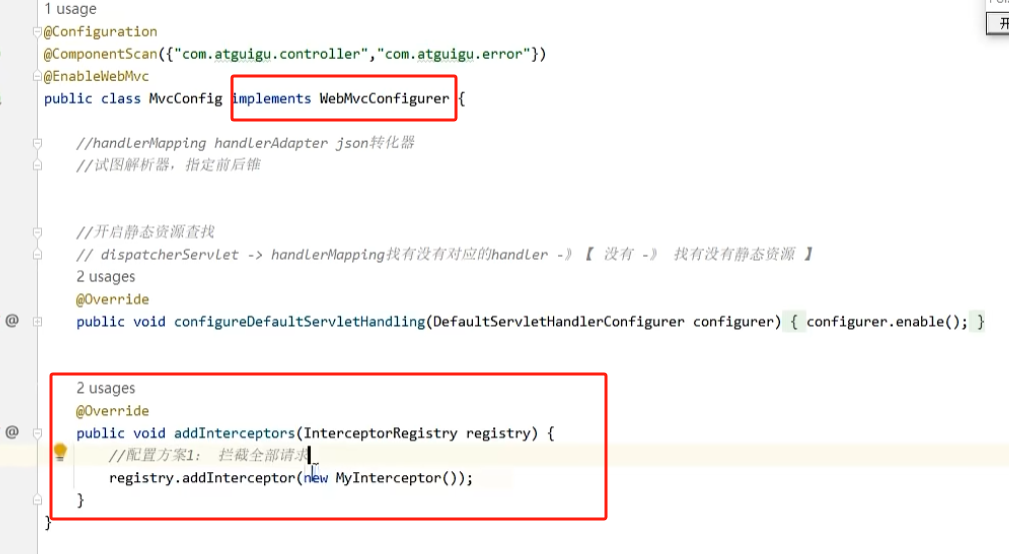 1 usage
@Configuration
@ComponentScan({"com.atguigu.controller","com.atguigu.error"})
@EnableWebMvc
public class MvcConfig implements WebMvcConfigurer {
//handlerMapping handlerAdapter json转化器
//试图解析器，指定前后锥
//开启静态资源查找
// dispatcherServlet -> handlerMapping找有没有对应的handler -》【 没有 -》 找有没有静态资源 】
2 usages
@Override
public void configureDefaultServletHandling(DefaultServletHandlerConfigurer configurer) { configurer.enable(); }
2 usages
@Override
public void addInterceptors(InterceptorRegistry registry) {
//配置方案1： 拦截全部请求
registry.addInterceptor(new MyInterceptor());
}
}